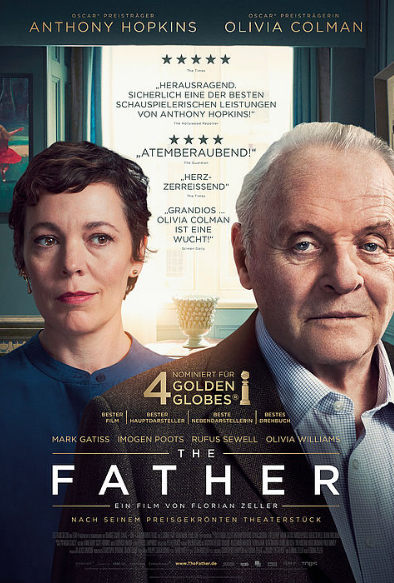 OSCAR® PREISTRÄGER
ANTHONY HOPKINS
OSCAR® PREISTRÄGERIN
OLIVIA COLMAN
★★★★★
The Times
„HERAUSRAGEND.
SICHERLICH EINE DER BESTEN
SCHAUSPIELERISCHEN LEISTUNGEN
VON ANTHONY HOPKINS!“
The Hollywood Reporter
★★★★
„ATEMBERAUBEND!“
The Guardian
„HERZ-
ZERREISSEND“
The Telegraph
„GRANDIOS ...
OLIVIA COLMAN
IST EINE
WUCHT!“
Screen Daily
NOMINIERT FÜR
4 GOLDEN
GLOBES®
BESTER
FILM
BESTER
HAUPTDARSTELLER
BESTE
NEBENDARSTELLERIN
BESTES
DREHBUCH
MARK GATISS IMOGEN POOTS RUFUS SEWELL OLIVIA WILLIAMS
THE
FATHER
EIN FILM VON FLORIAN ZELLER
NACH SEINEM PREISGEKRÖNTEN THEATERSTÜCK
www.TheFather.de